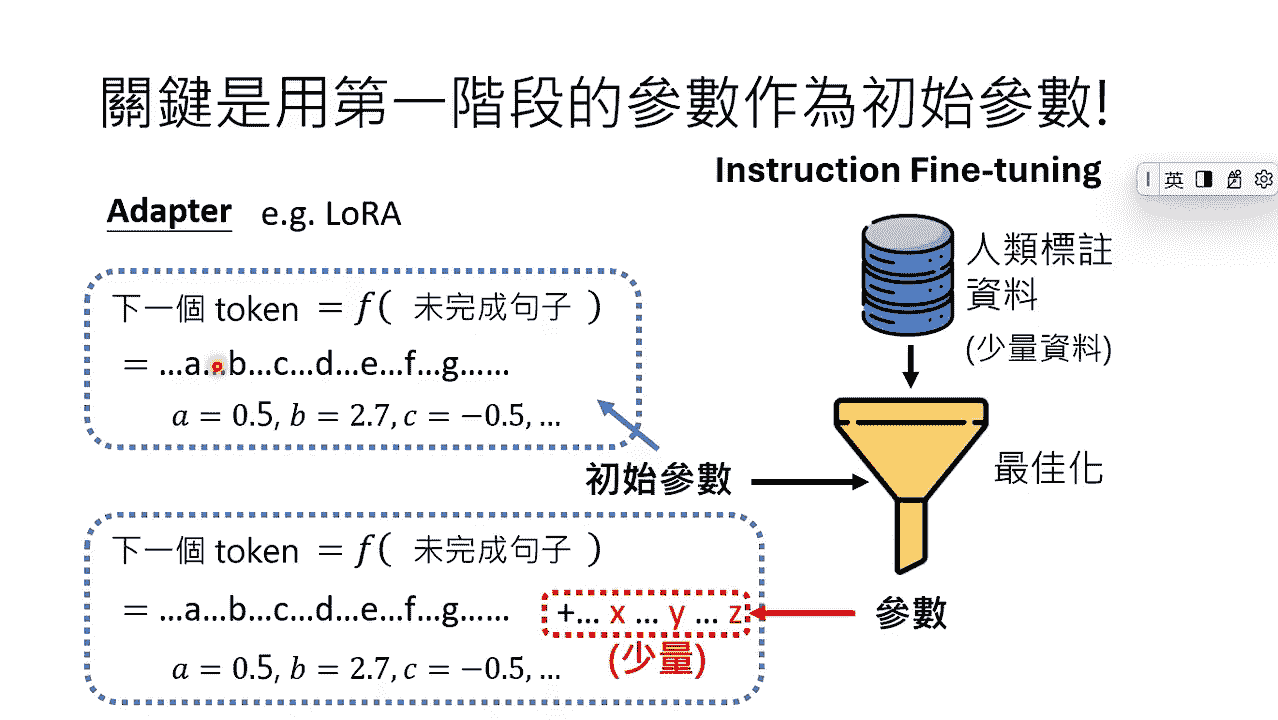 關鍵是用第一階段的參數作為初始參數!
Instruction Fine-tuning
英
Adapter e.g. LoRA
人類標註
資料
(少量資料)
下一個 token = f( 未完成句子 )
= …a…b…c…d…e…f…g……
a = 0.5, b = 2.7, c = −0.5, …
初始參數
最佳化
下一個 token = f( 未完成句子 )
= …a…b…c…d…e…f…g…… +… x … y … z
參數
(少量)
a = 0.5, b = 2.7, c = −0.5, …